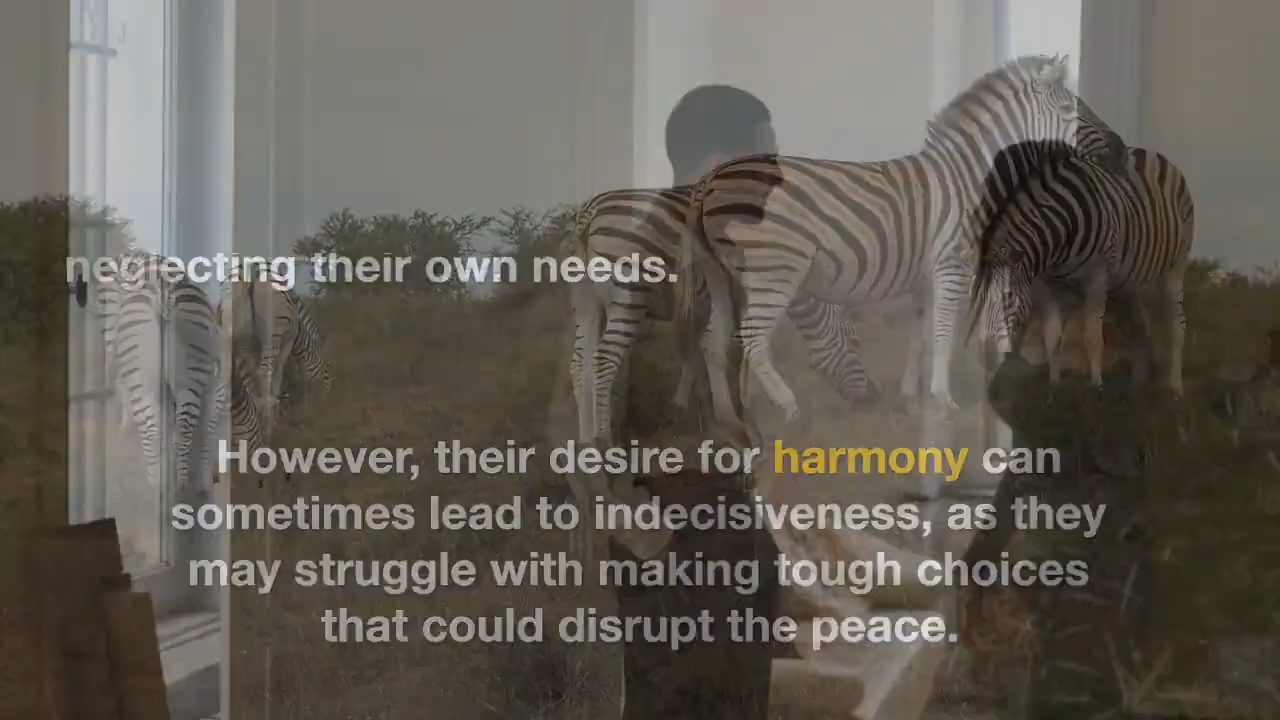 neglecting their own needs.
However, their desire for harmony can
sometimes lead to indecisiveness, as they
may struggle with making tough choices
that could disrupt the peace.